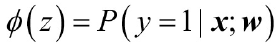 ϕ(z) = P(y = 1 | x; w)